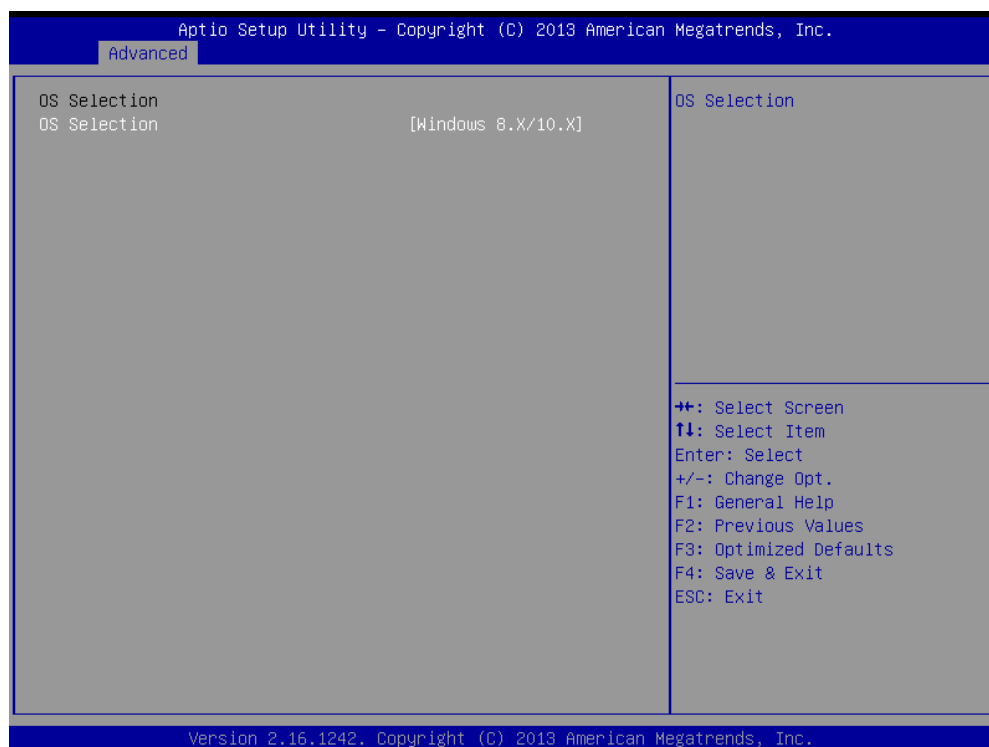 Aptio Setup Utility – Copyright (C) 2013 American Megatrends, Inc.
Advanced
OS Selection
OS Selection [Windows 8.X/10.X]
OS Selection
→←: Select Screen
↑↓: Select Item
Enter: Select
+/-: Change Opt.
F1: General Help
F2: Previous Values
F3: Optimized Defaults
F4: Save & Exit
ESC: Exit
Version 2.16.1242. Copyright (C) 2013 American Megatrends, Inc.